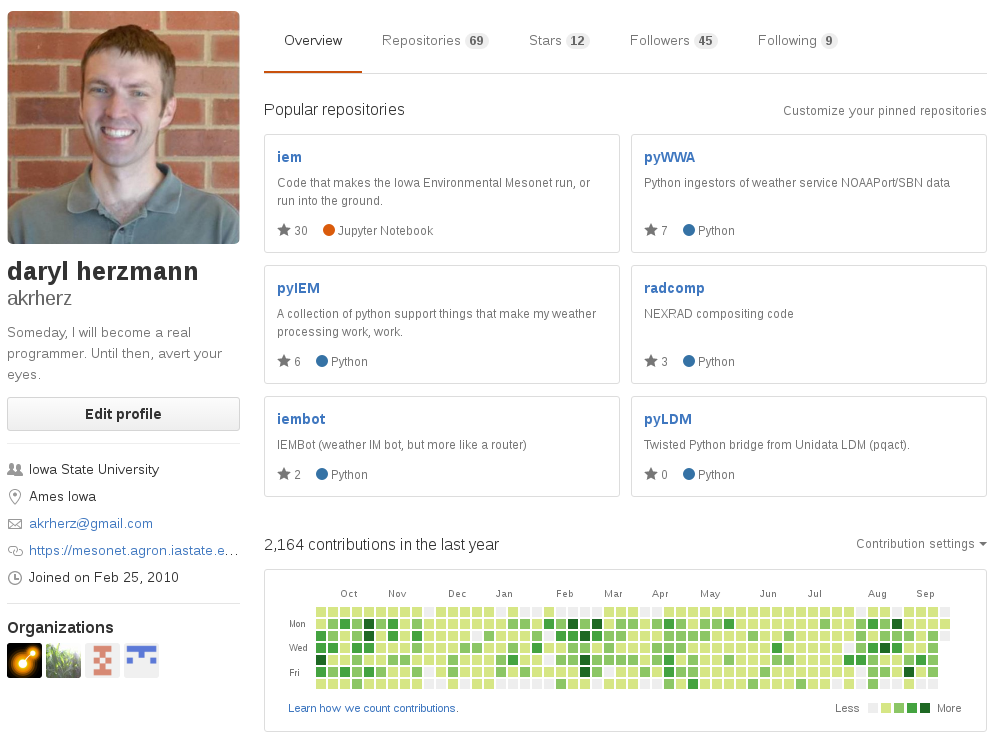 Overview
Repositories 69
Stars 12
Followers 45
Following 9
daryl herzmann
akrherz
Someday, I will become a real
programmer. Until then, avert your
eyes.
Edit profile
Iowa State University
Ames Iowa
akrherz@gmail.com
https://mesonet.agron.iastate.e...
Joined on Feb 25, 2010
Organizations
Popular repositories
Customize your pinned repositories
iem
Code that makes the Iowa Environmental Mesonet run, or
run into the ground.
30 Jupyter Notebook
pyWWA
Python ingestors of weather service NOAAPort/SBN data
7 Python
pyIEM
A collection of python support things that make my weather
processing work, work.
6 Python
radcomp
NEXRAD compositing code
3 Python
iembot
IEMBot (weather IM bot, but more like a router)
2 Python
pyLDM
Twisted Python bridge from Unidata LDM (pqact).
0 Python
2,164 contributions in the last year
Contribution settings
Oct Nov Dec Jan Feb Mar Apr May Jun Jul Aug Sep
Mon
Wed
Fri
Learn how we count contributions.
Less More